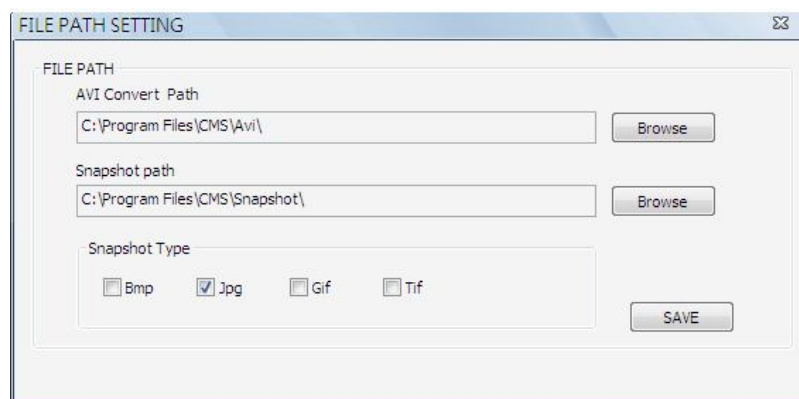 FILE PATH SETTING
FILE PATH
AVI Convert Path
C:\Program Files\CMS\Avi\
Browse
Snapshot path
C:\Program Files\CMS\Snapshot\
Browse
Snapshot Type
Bmp Jpg Gif Tif
SAVE